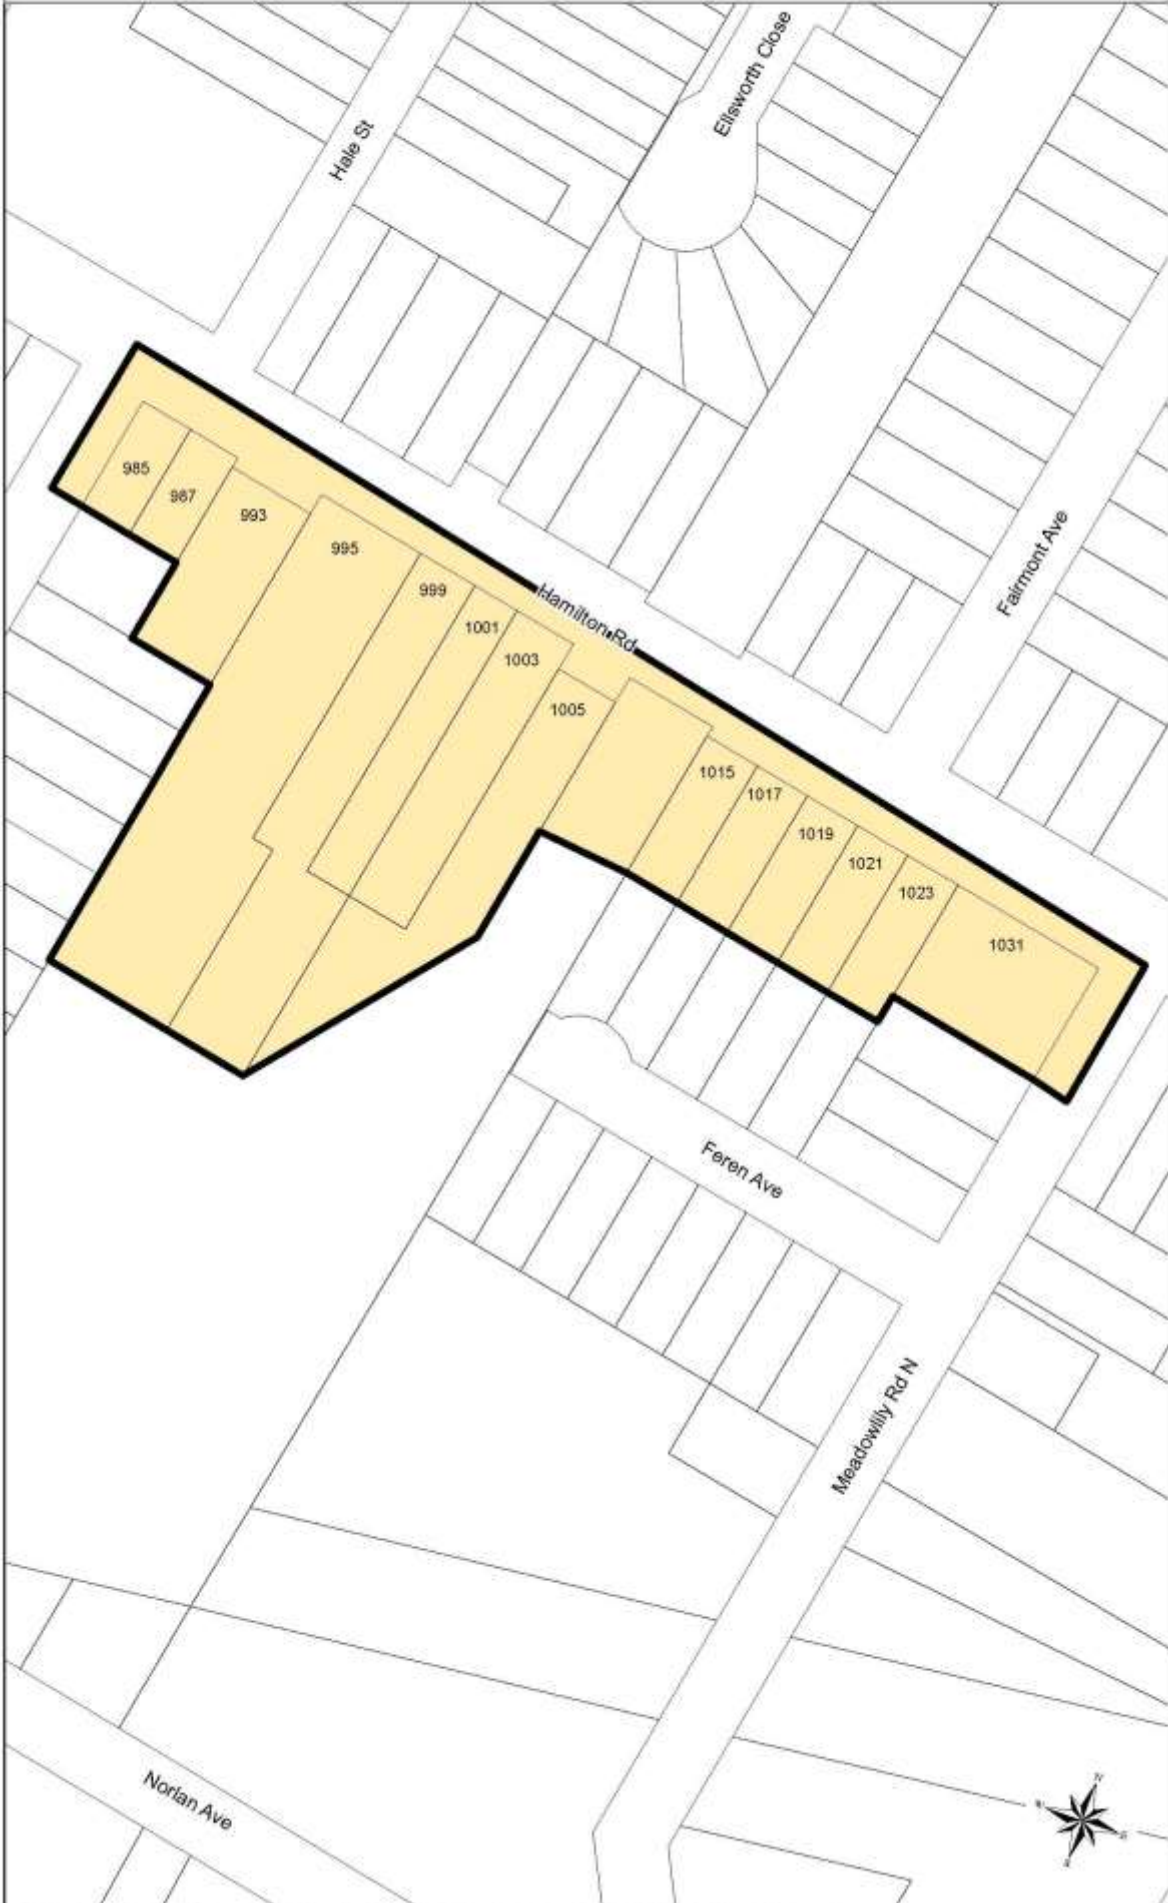 Ellsworth Close
Hale St
985
987
993
995
999
Hamilton Rd
Fairmont Ave
1001
1003
1005
1015
1017
1019
1021
1023
1031
Feren Ave
Meadowlily Rd N
Norlan Ave
N